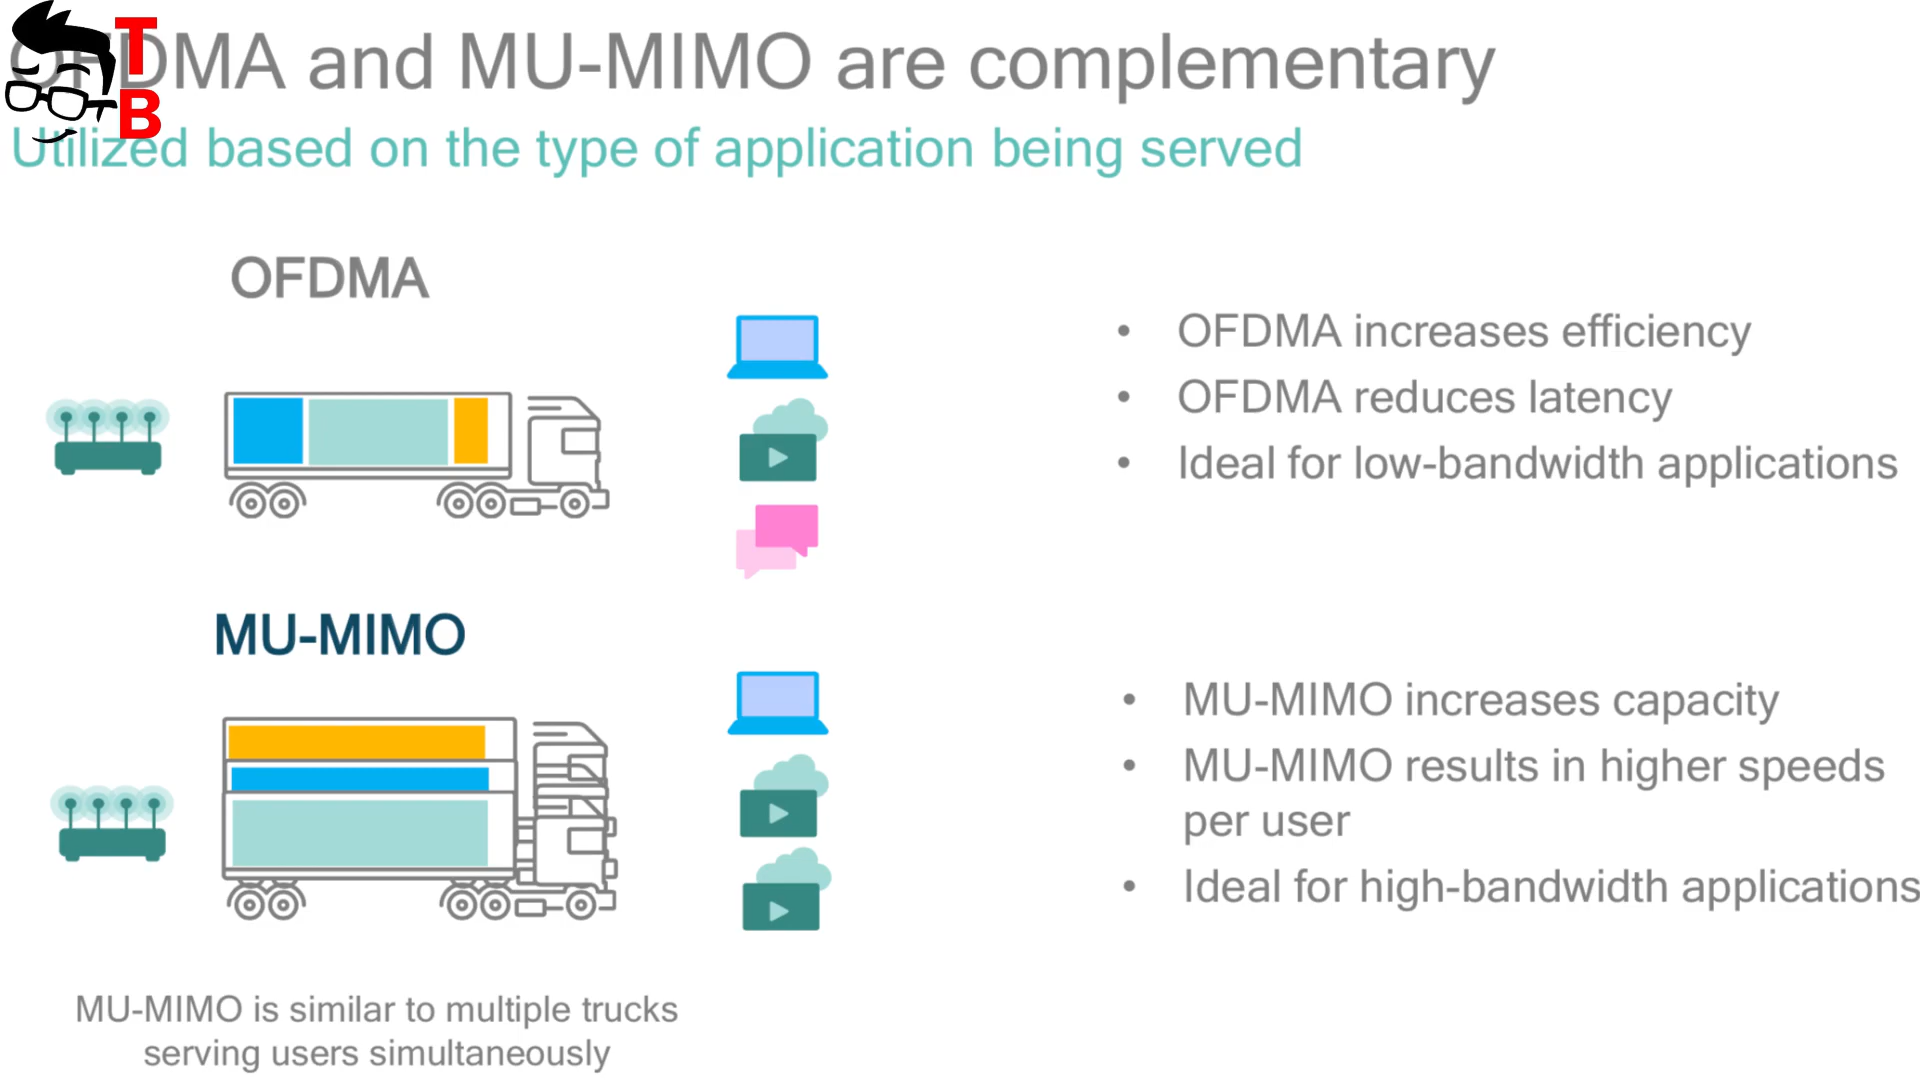 OFDMA and MU-MIMO are complementary
TB
Utilized based on the type of application being served
OFDMA
• OFDMA increases efficiency
• OFDMA reduces latency
• Ideal for low-bandwidth applications
MU-MIMO
• MU-MIMO increases capacity
• MU-MIMO results in higher speeds
per user
• Ideal for high-bandwidth applications
MU-MIMO is similar to multiple trucks
serving users simultaneously